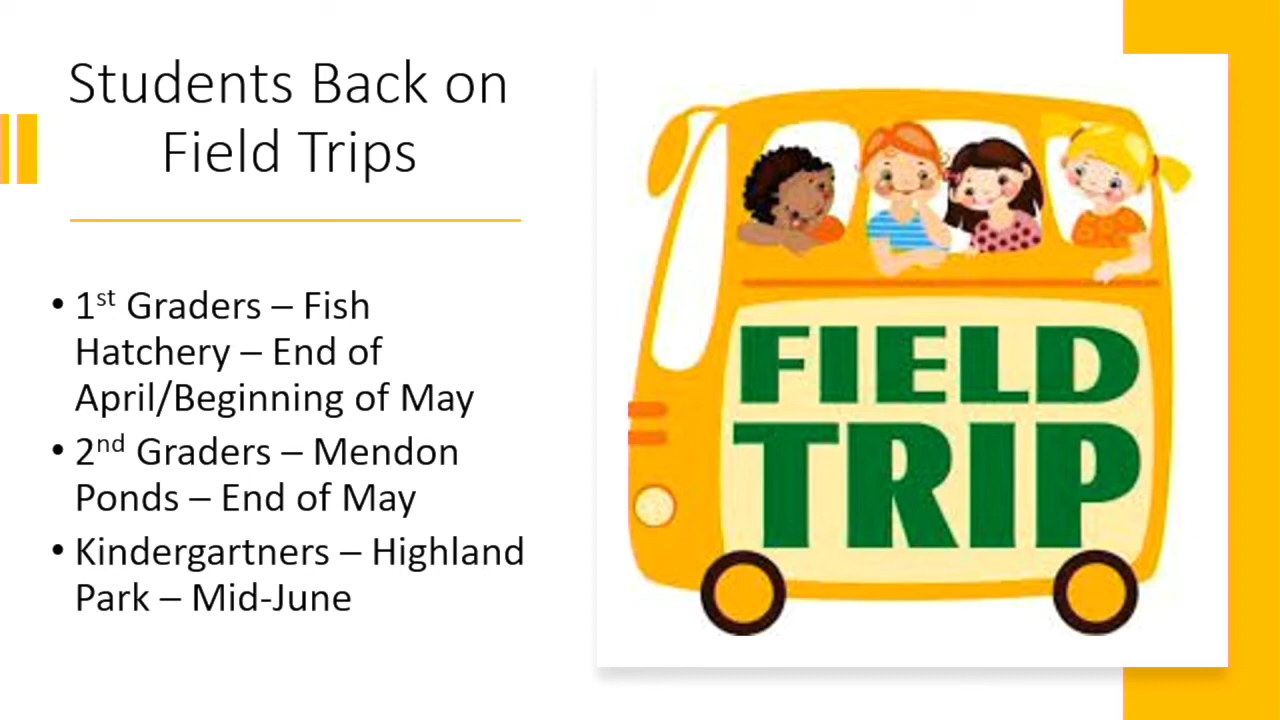 Students Back on
Field Trips
• 1st Graders – Fish
Hatchery – End of
April/Beginning of May
• 2nd Graders – Mendon
Ponds – End of May
• Kindergartners – Highland
Park – Mid-June
FIELD
TRIP